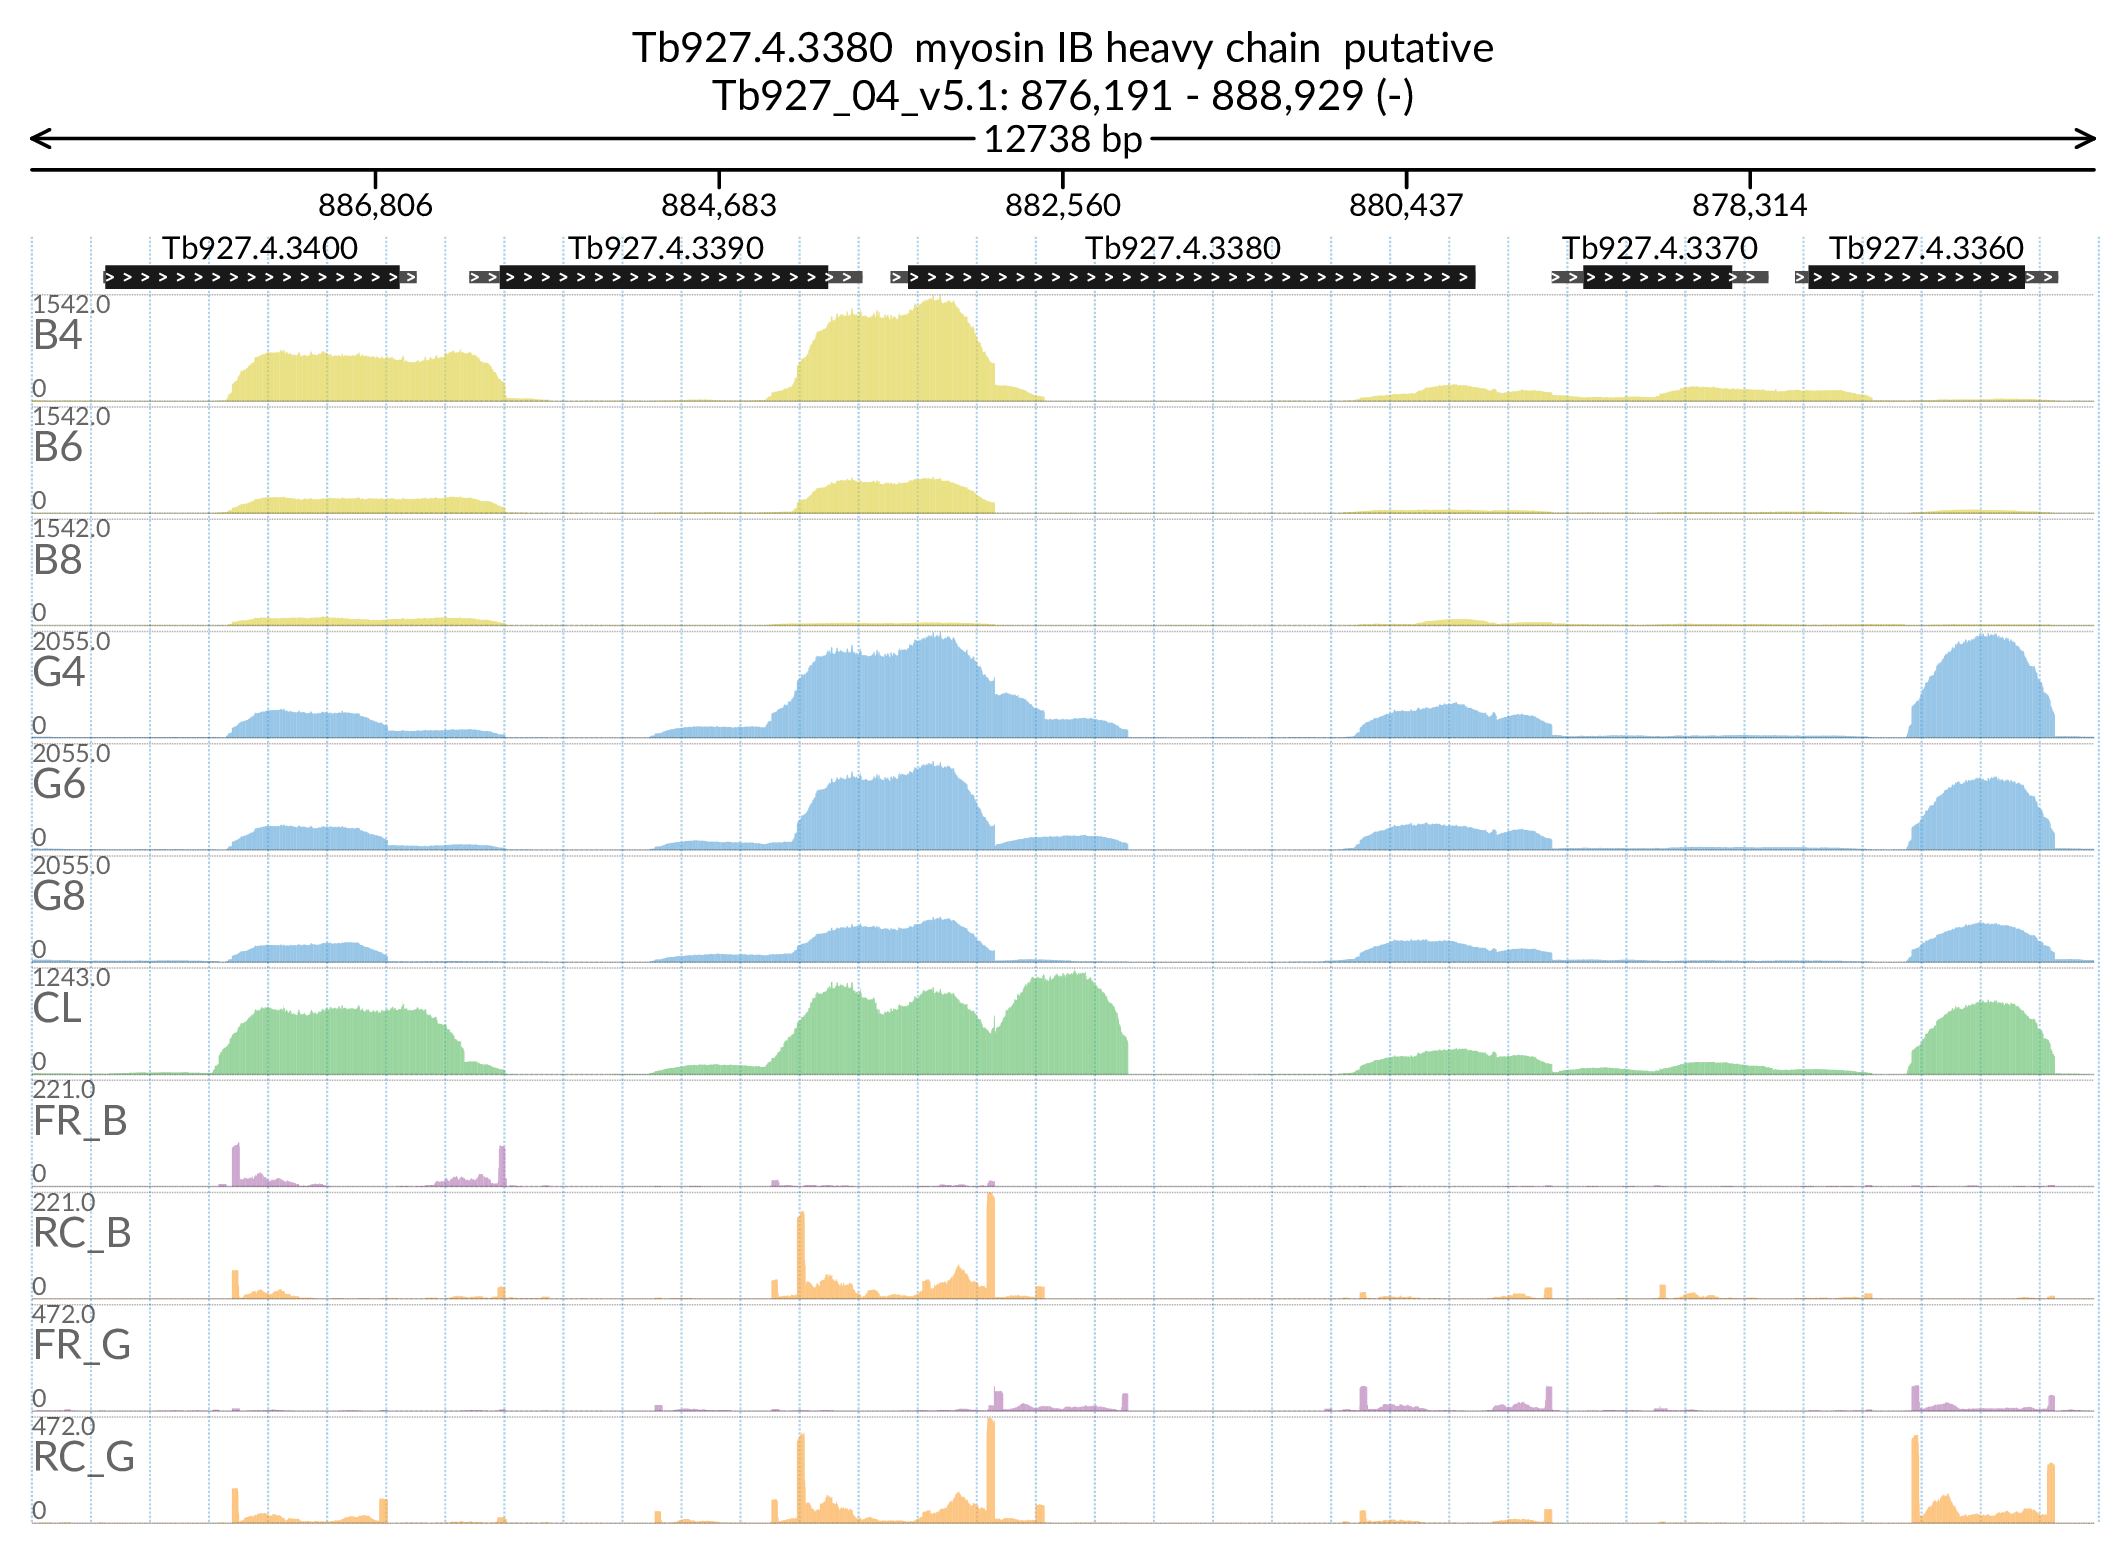 Tb927.4.3380  myosin IB heavy chain  putative
Tb927_04_v5.1: 876,191 - 888,929 (-)
12738 bp
886,806 884,683 882,560 880,437 878,314
Tb927.4.3400 Tb927.4.3390 Tb927.4.3380 Tb927.4.3370 Tb927.4.3360
1542.0
B4
0
1542.0
B6
0
1542.0
B8
0
2055.0
G4
0
2055.0
G6
0
2055.0
G8
0
1243.0
CL
0
221.0
FR_B
0
221.0
RC_B
0
472.0
FR_G
0
472.0
RC_G
0